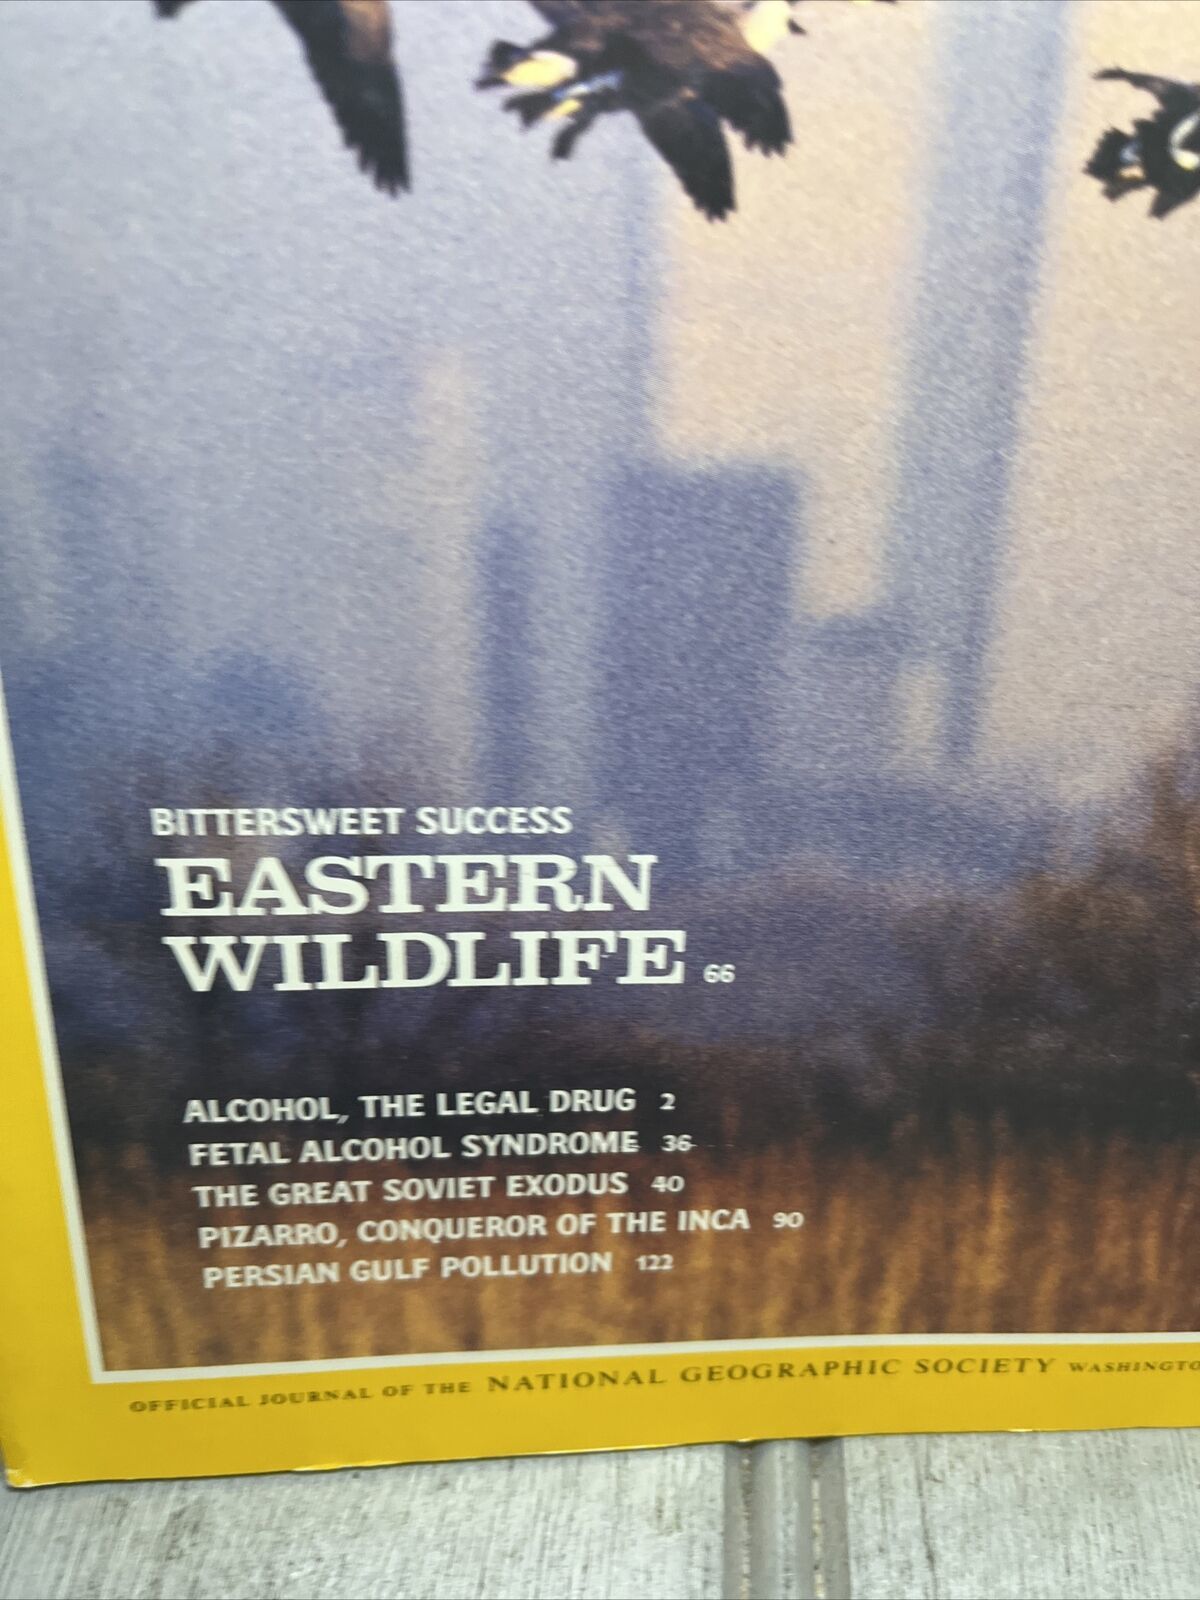 BITTERSWEET SUCCESS
EASTERN
WILDLIFE 66
ALCOHOL, THE LEGAL DRUG 2
FETAL ALCOHOL SYNDROME 36
THE GREAT SOVIET EXODUS 40
PIZARRO, CONQUEROR OF THE INCA 90
PERSIAN GULF POLLUTION 122
OFFICIAL JOURNAL OF THE NATIONAL GEOGRAPHIC SOCIETY WASHINGTO